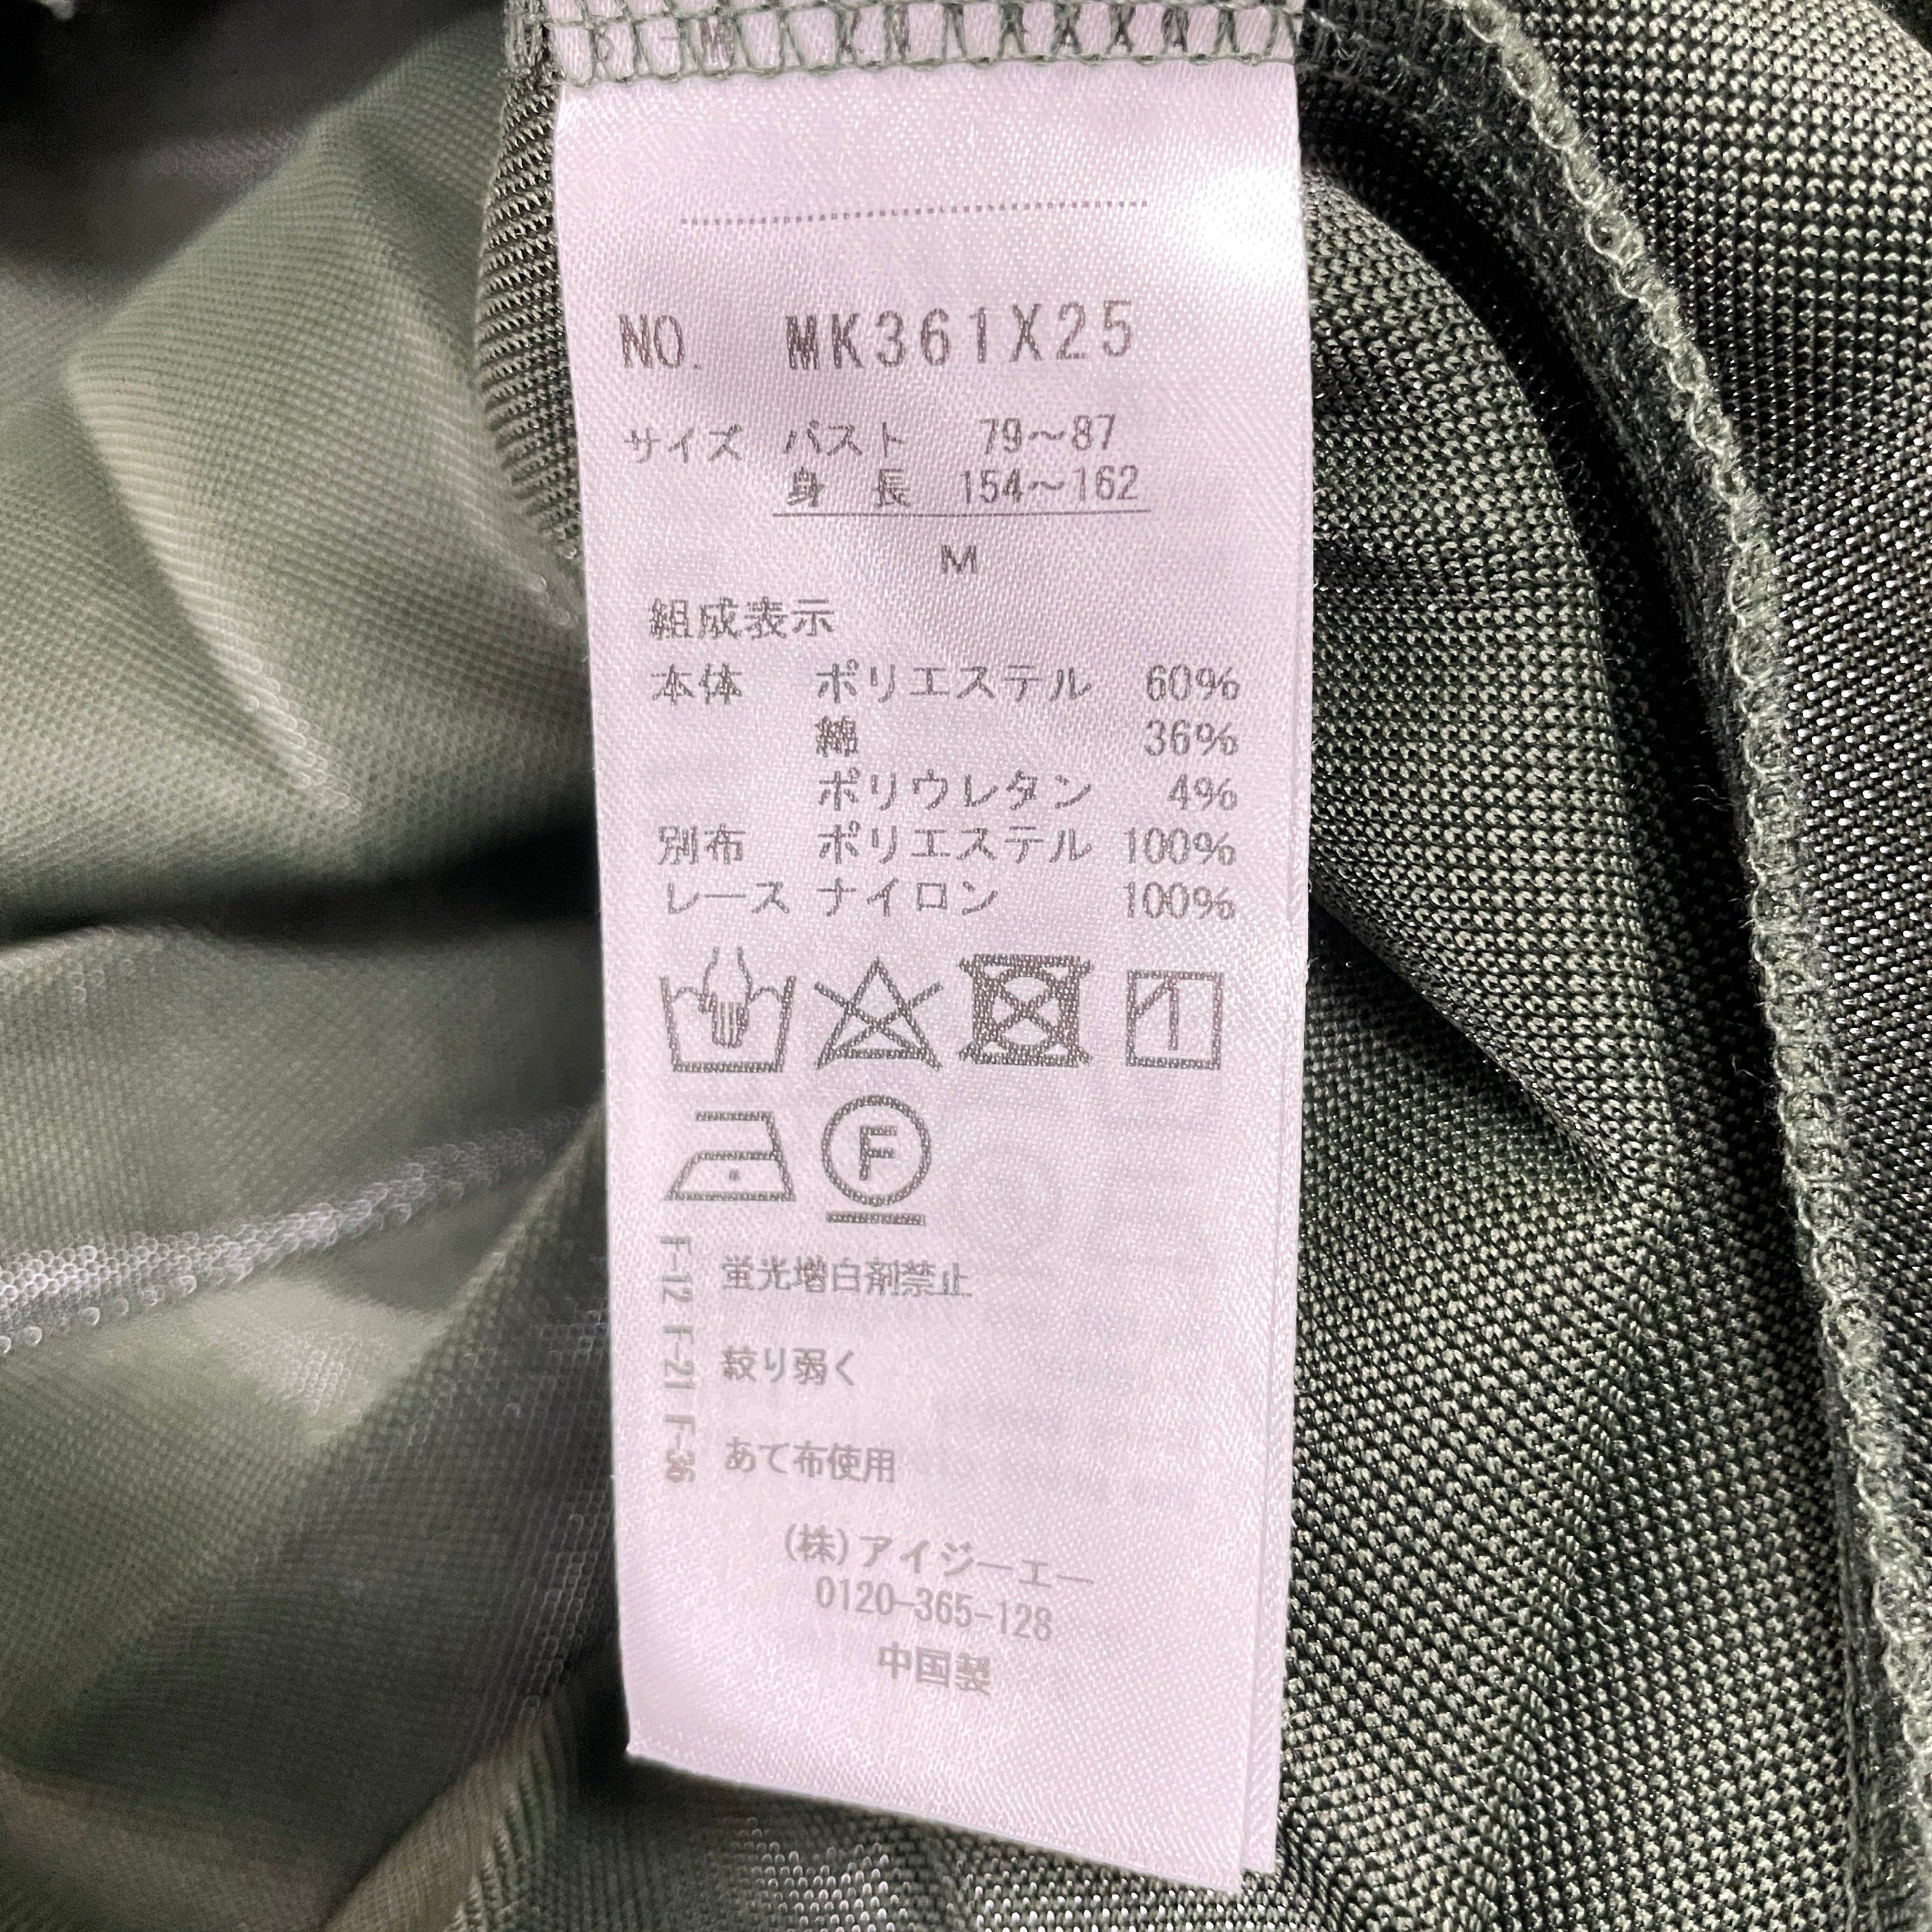 NO. MK361X25
サイズ バスト 79〜87
身 長 154〜162
M
組成表示
本体 ポリエステル 60%
綿 36%
ポリウレタン 4%
別布 ポリエステル 100%
レース ナイロン 100%
F
F-12 F-21 F-36
蛍光増白剤禁止
絞り弱く
あて布使用
(株)アイジーエー
0120-365-128
中国製